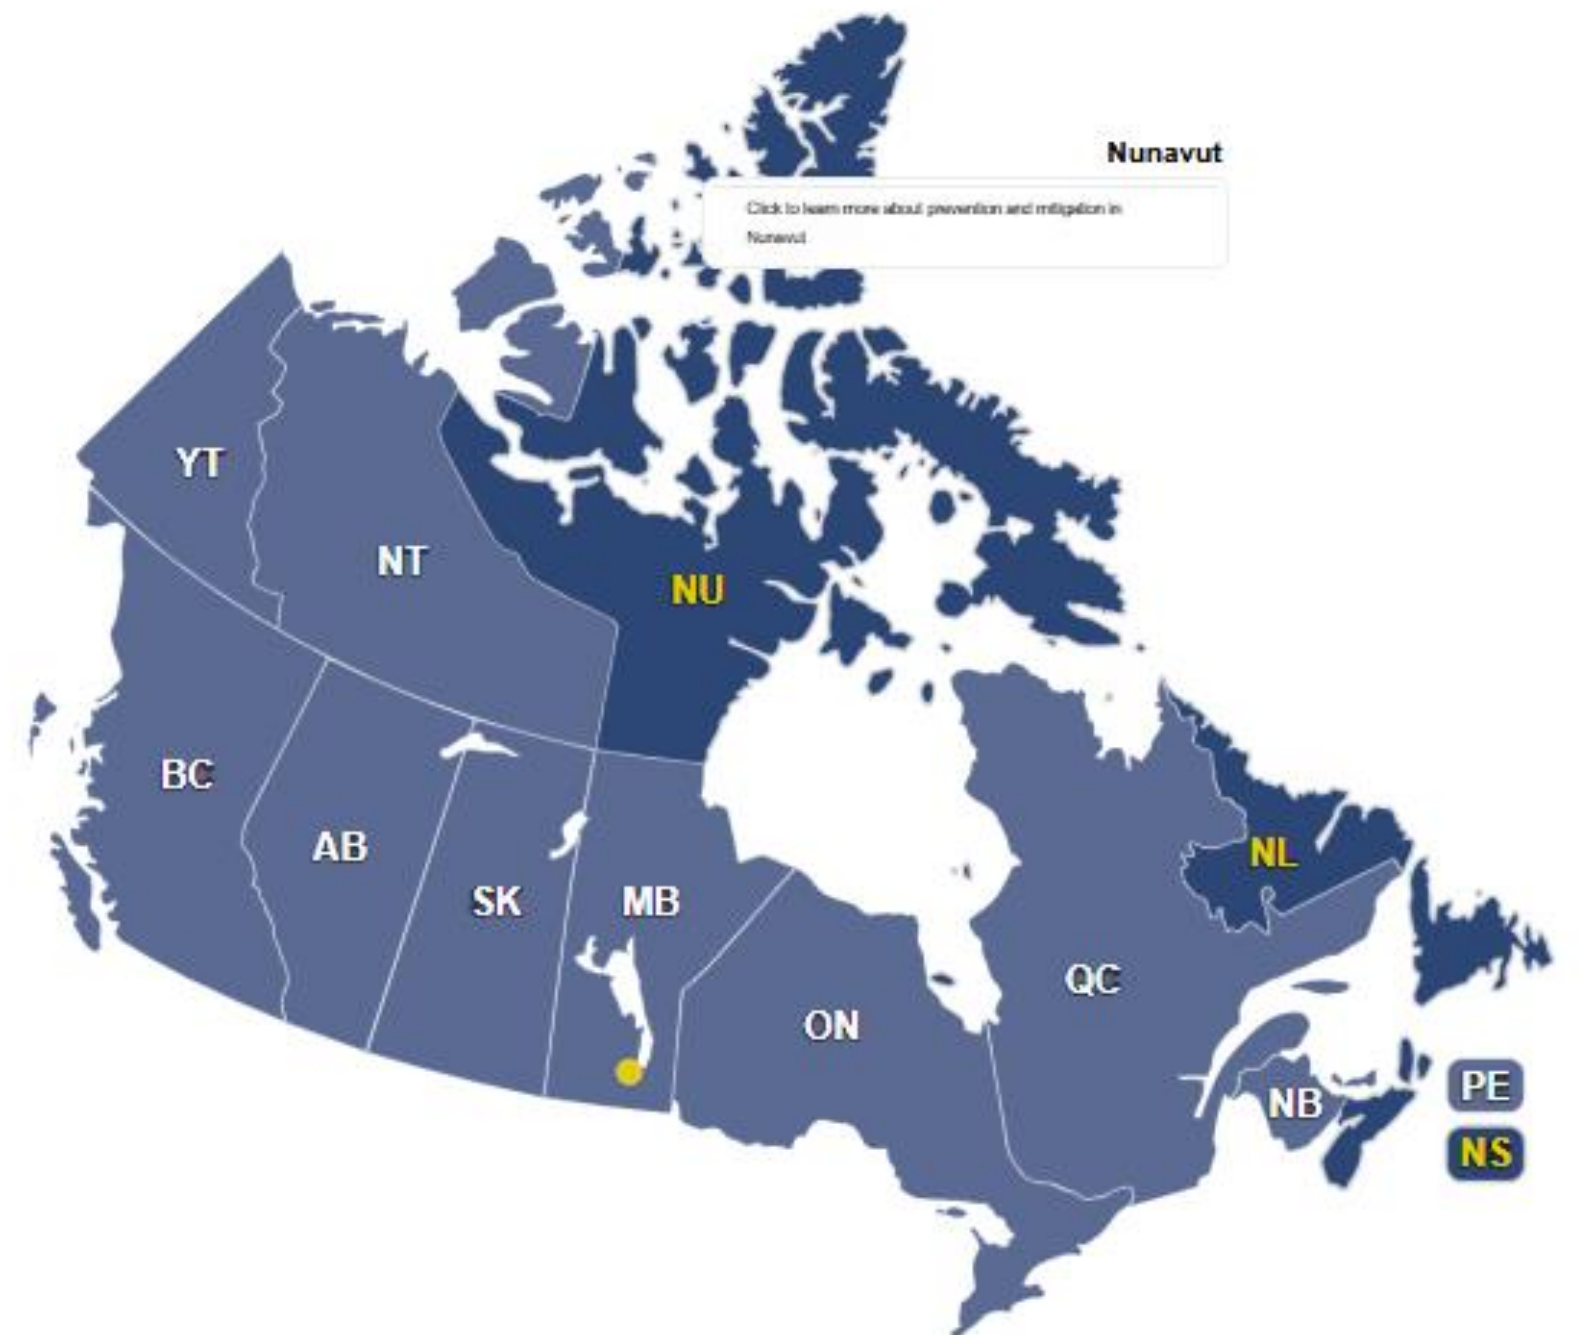 Nunavut
Click to learn more about prevention and mitigation in
Nunavut
YT
NT
NU
BC
AB
SK
MB
NL
ON
QC
PE
NB
NS